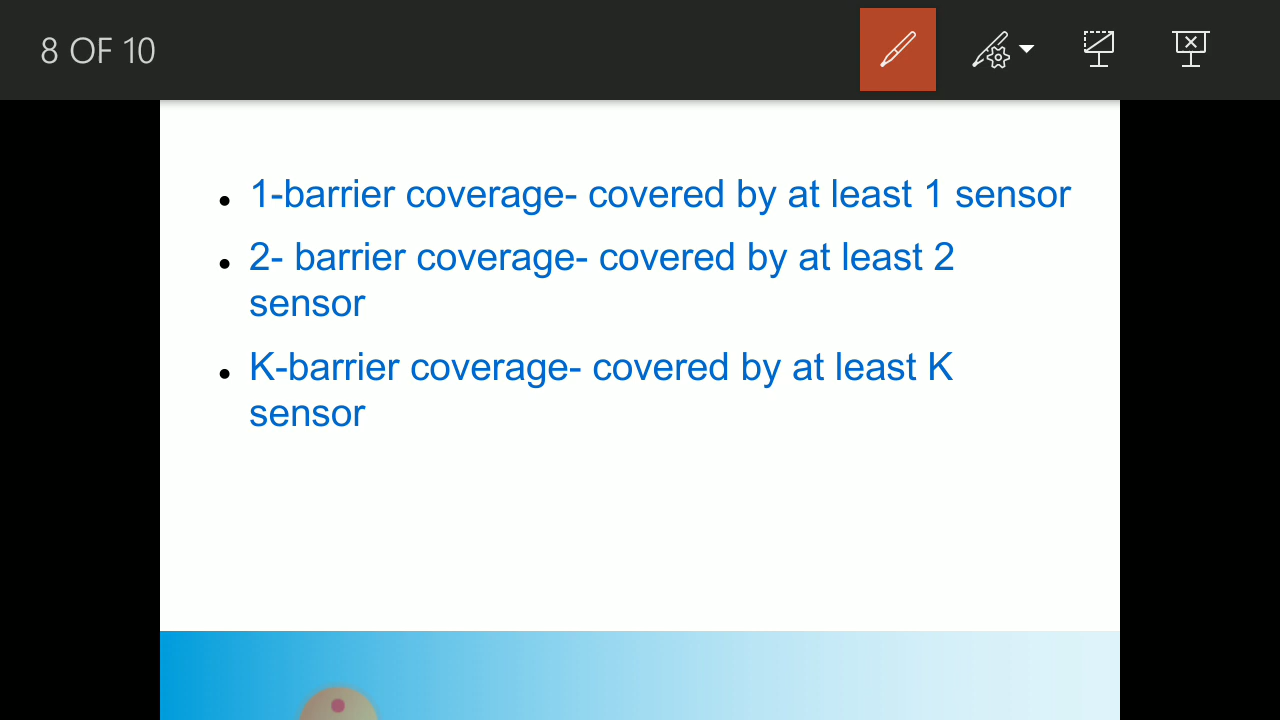 8 OF 10
• 1-barrier coverage- covered by at least 1 sensor
• 2- barrier coverage- covered by at least 2
sensor
• K-barrier coverage- covered by at least K
sensor